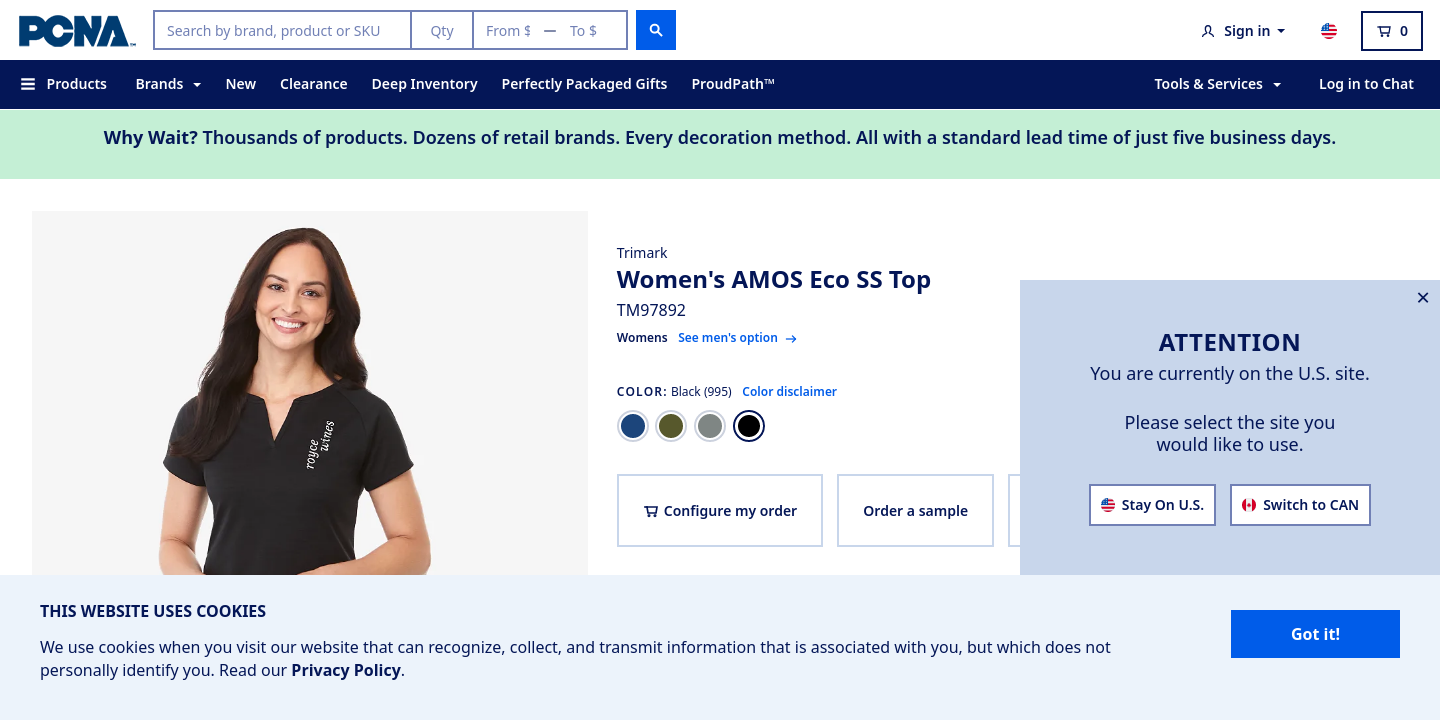 PCNA™
Search by brand, product or SKU
Qty
From $ — To $
Sign in
0
Products
Brands
New
Clearance
Deep Inventory
Perfectly Packaged Gifts
ProudPath™
Tools & Services
Log in to Chat
Why Wait? Thousands of products. Dozens of retail brands. Every decoration method. All with a standard lead time of just five business days.
royce
wines
Trimark
Women's AMOS Eco SS Top
TM97892
Womens See men's option →
COLOR: Black (995) Color disclaimer
Configure my order
Order a sample
ATTENTION
You are currently on the U.S. site.
Please select the site you
would like to use.
Stay On U.S.
Switch to CAN
THIS WEBSITE USES COOKIES
We use cookies when you visit our website that can recognize, collect, and transmit information that is associated with you, but which does not
personally identify you. Read our Privacy Policy.
Got it!